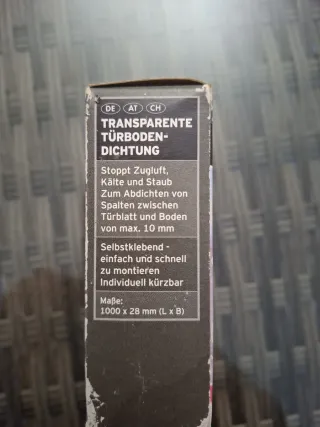 DE AT CH
TRANSPARENTE
TÜRBODEN-
DICHTUNG
Stoppt Zugluft,
Kälte und Staub
Zum Abdichten von
Spalten zwischen
Türblatt und Boden
von max. 10 mm
Selbstklebend -
einfach und schnell
zu montieren
Individuell kürzbar
Maße:
1000 x 28 mm (L x B)